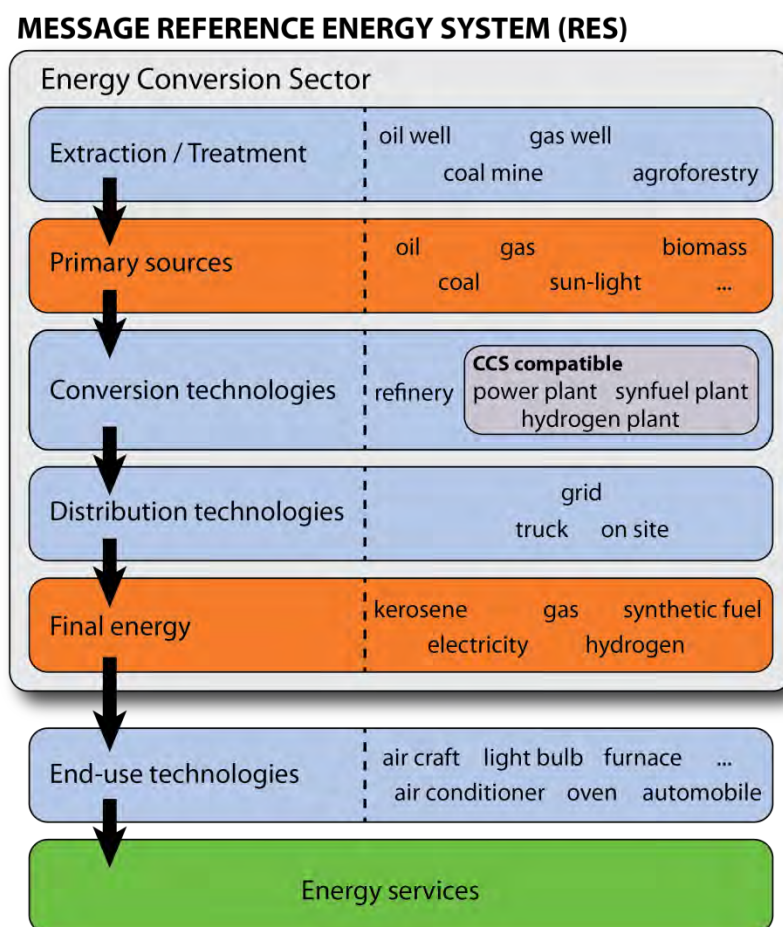 MESSAGE REFERENCE ENERGY SYSTEM (RES)
Energy Conversion Sector
Extraction / Treatment
oil well gas well
coal mine agroforestry
Primary sources
oil gas biomass
coal sun-light ...
Conversion technologies
refinery
CCS compatible
power plant synfuel plant
hydrogen plant
Distribution technologies
grid
truck on site
Final energy
kerosene gas synthetic fuel
electricity hydrogen
End-use technologies
air craft light bulb furnace ...
air conditioner oven automobile
Energy services